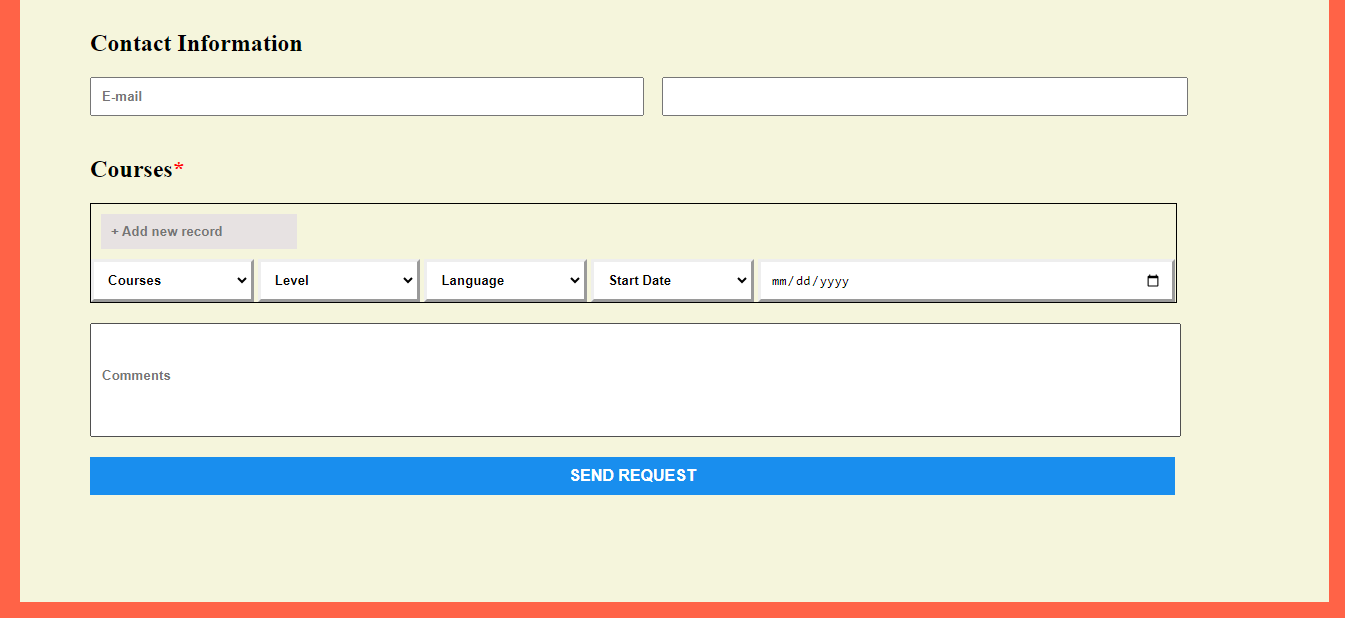 Contact Information
E-mail
Courses*
+ Add new record
Courses Level Language Start Date mm/dd/yyyy
Comments
SEND REQUEST